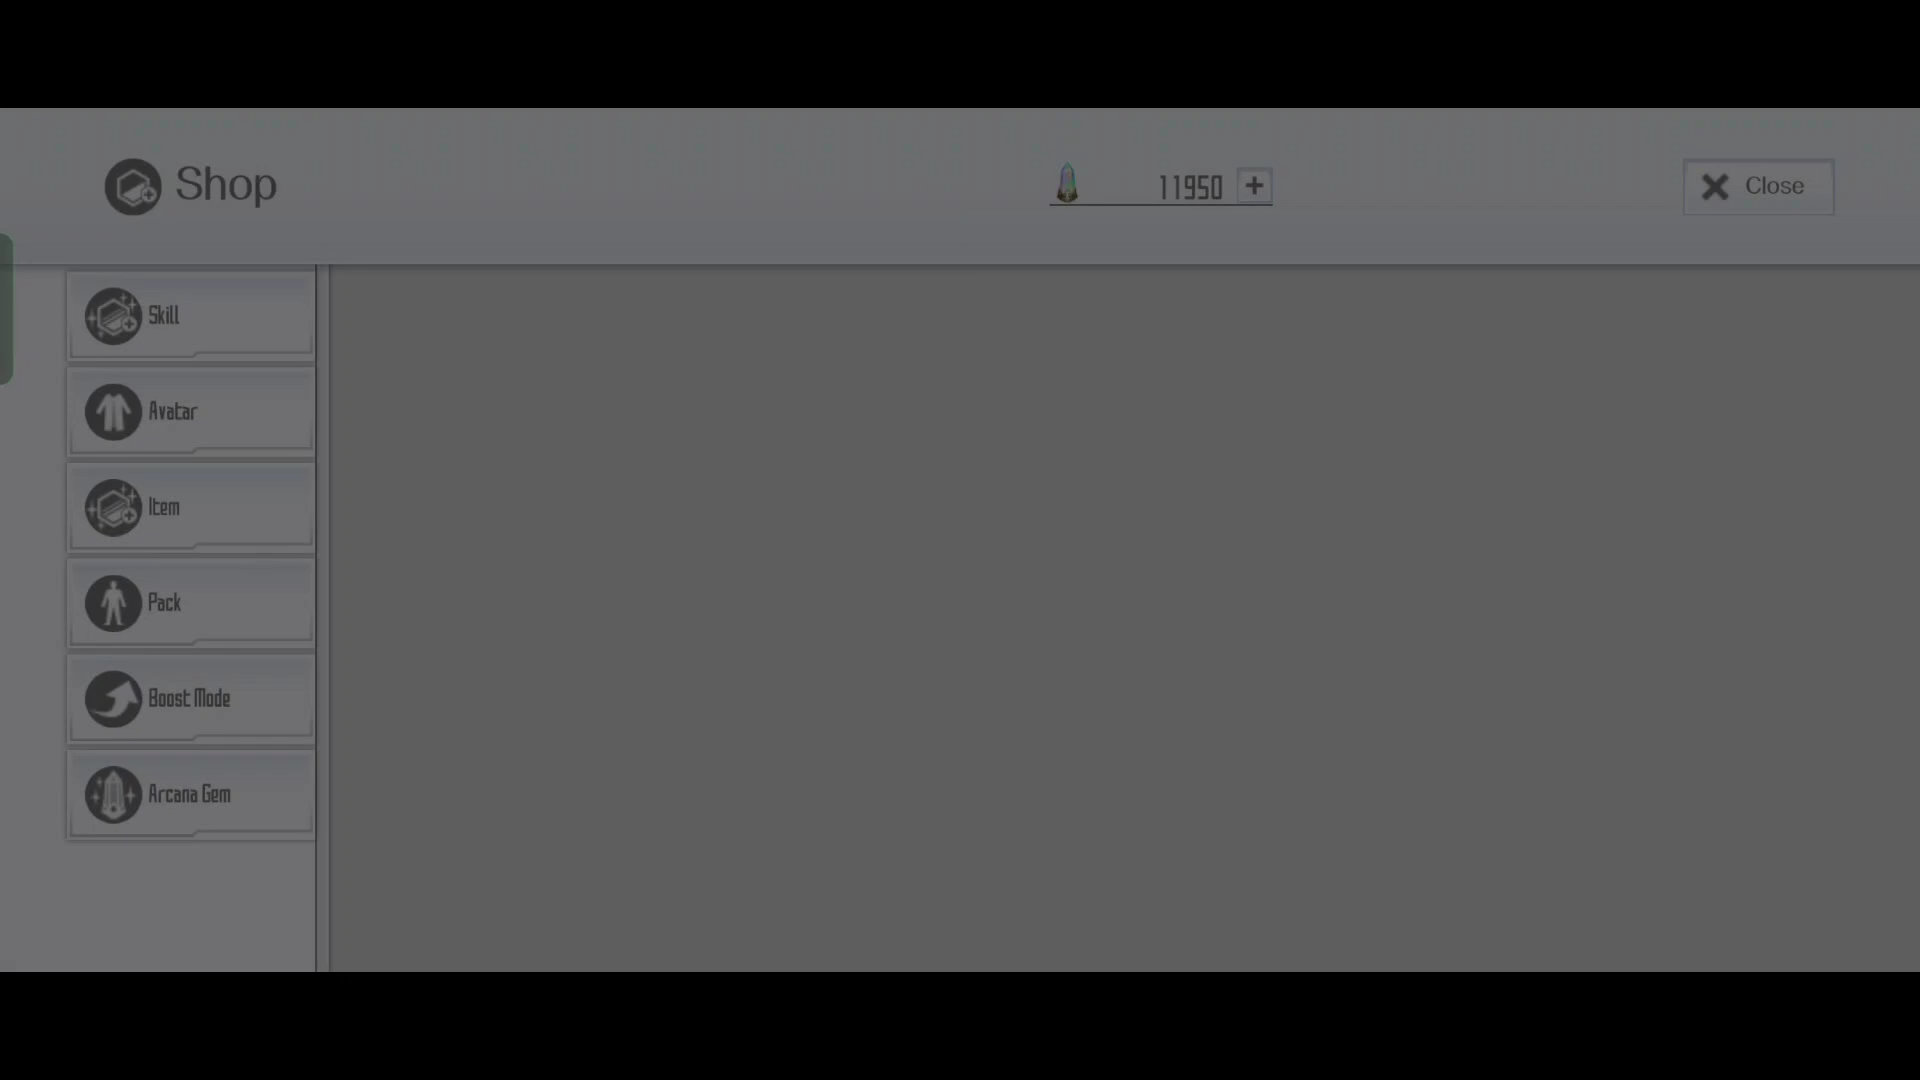 Shop
11950
Close
Skill
Avatar
Item
Pack
Boost Mode
Arcana Gem